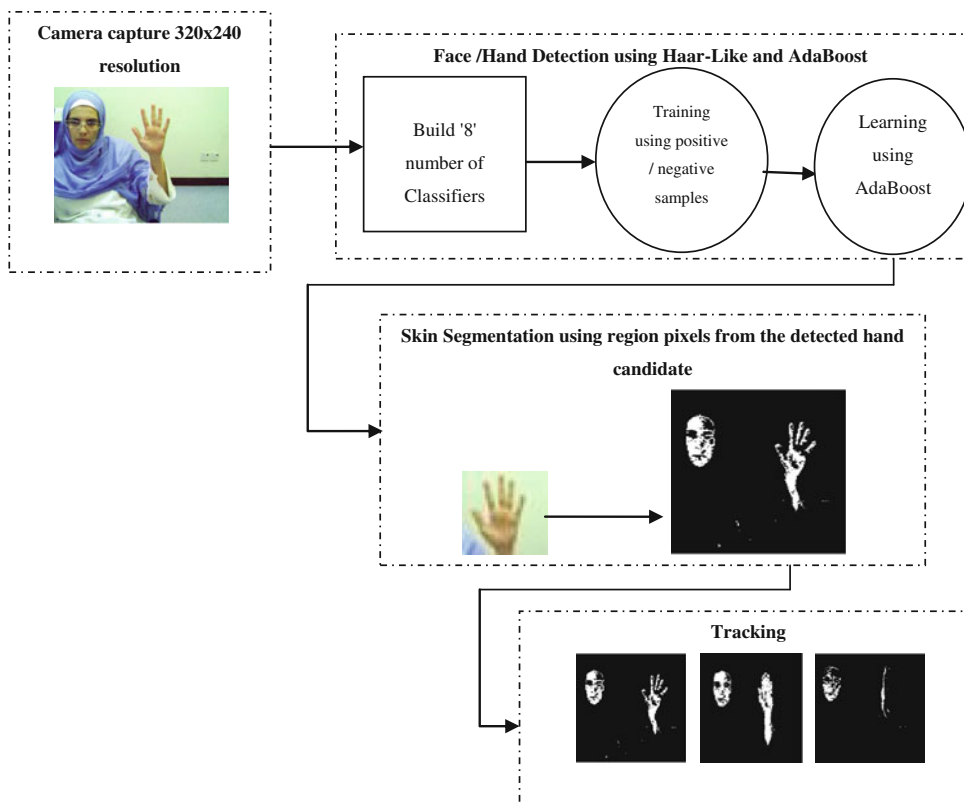 Camera capture 320x240
resolution
Face /Hand Detection using Haar-Like and AdaBoost
Build '8'
number of
Classifiers
Training
using positive
/ negative
samples
Learning
using
AdaBoost
Skin Segmentation using region pixels from the detected hand
candidate
Tracking